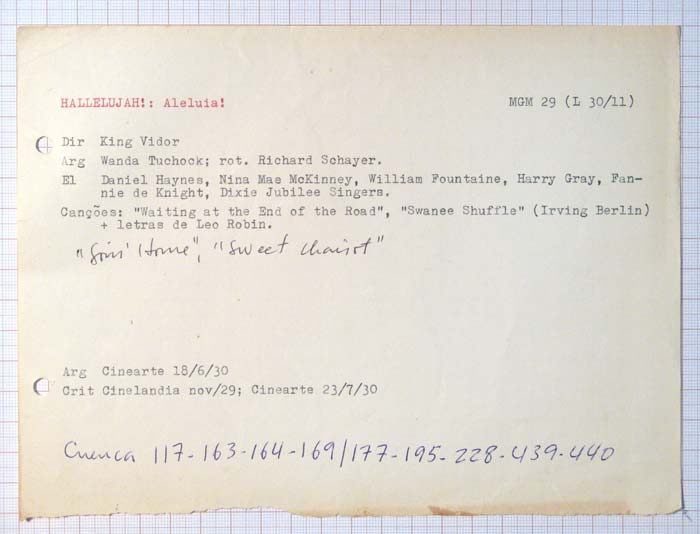 HALLELUJAH!: Aleluia! MGM 29 (L 30/11)
Dir King Vidor
Arg Wanda Tuchock; rot. Richard Schayer.
El Daniel Haynes, Nina Mae McKinney, William Fountaine, Harry Gray, Fan-
nie de Knight, Dixie Jubilee Singers.
Canções: "Waiting at the End of the Road", "Swanee Shuffle" (Irving Berlin)
+ letras de Leo Robin.
"Goin' Home", "Sweet Chariot"
Arg Cinearte 18/6/30
Crit Cinelandia nov/29; Cinearte 23/7/30
Cuenca 117-163-164-169/177-195-228-439-440